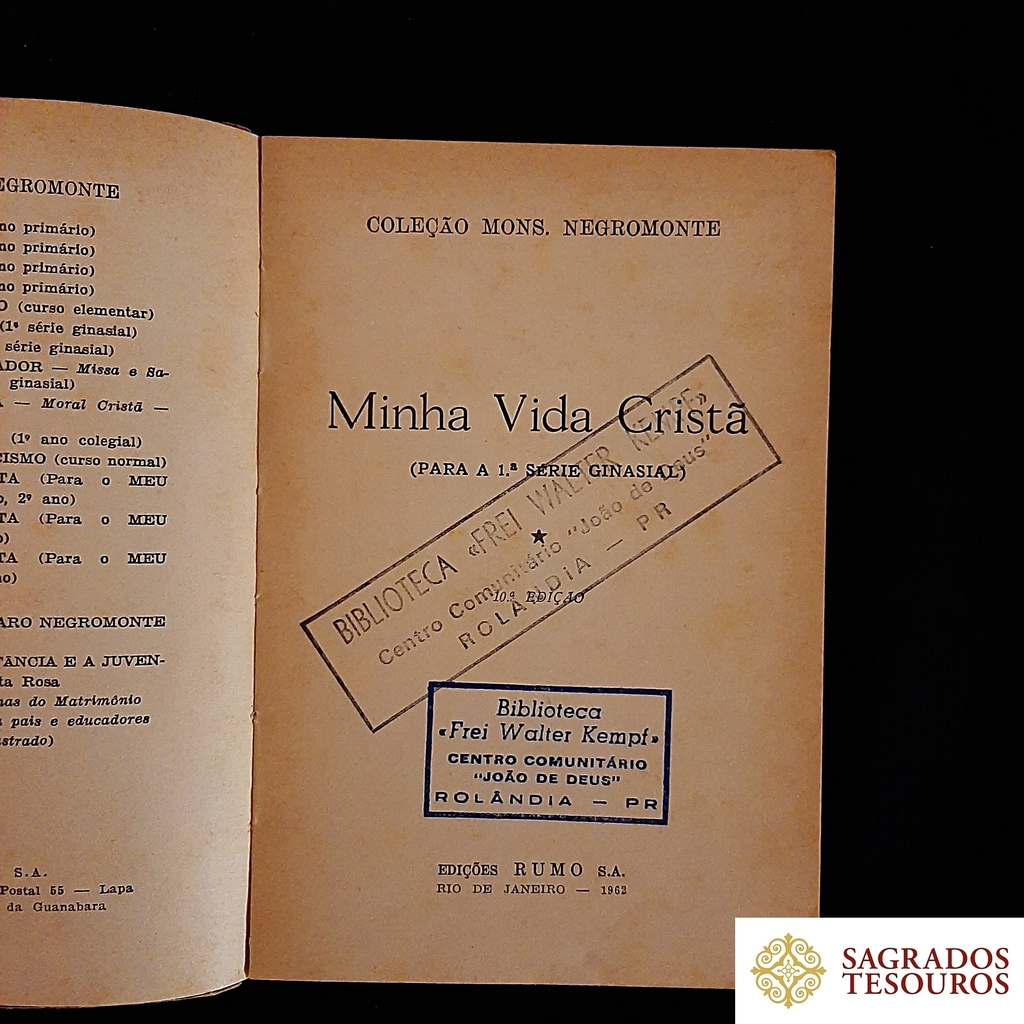 EGROMONTE
no primário)
no primário)
no primário)
no primário)
O (curso elementar)
(1ª série ginasial)
série ginasial)
ADOR — Missa e Sa-
ginasial)
A — Moral Cristã —
(1º ano colegial)
CISMO (curso normal)
TA (Para o MEU
o, 2º ano)
TA (Para o MEU
o)
TA (Para o MEU
no)
ARO NEGROMONTE
TÂNCIA E A JUVEN-
ta Rosa
mas do Matrimônio
a pais e educadores
strado)
S.A.
Postal 55 — Lapa
da Guanabara
COLEÇÃO MONS. NEGROMONTE
Minha Vida Cristã
(PARA A 1.ª SÉRIE GINASIAL)
★
10.ª EDIÇÃO
BIBLIOTECA «FREI WALTER KEMPF»
Centro Comunitário "João de Deus"
ROLANDIA — PR
Biblioteca
«Frei Walter Kempf»
CENTRO COMUNITÁRIO
"JOÃO DE DEUS"
ROLÂNDIA — PR
EDIÇÕES RUMO S.A.
RIO DE JANEIRO — 1962
SAGRADOS
TESOUROS